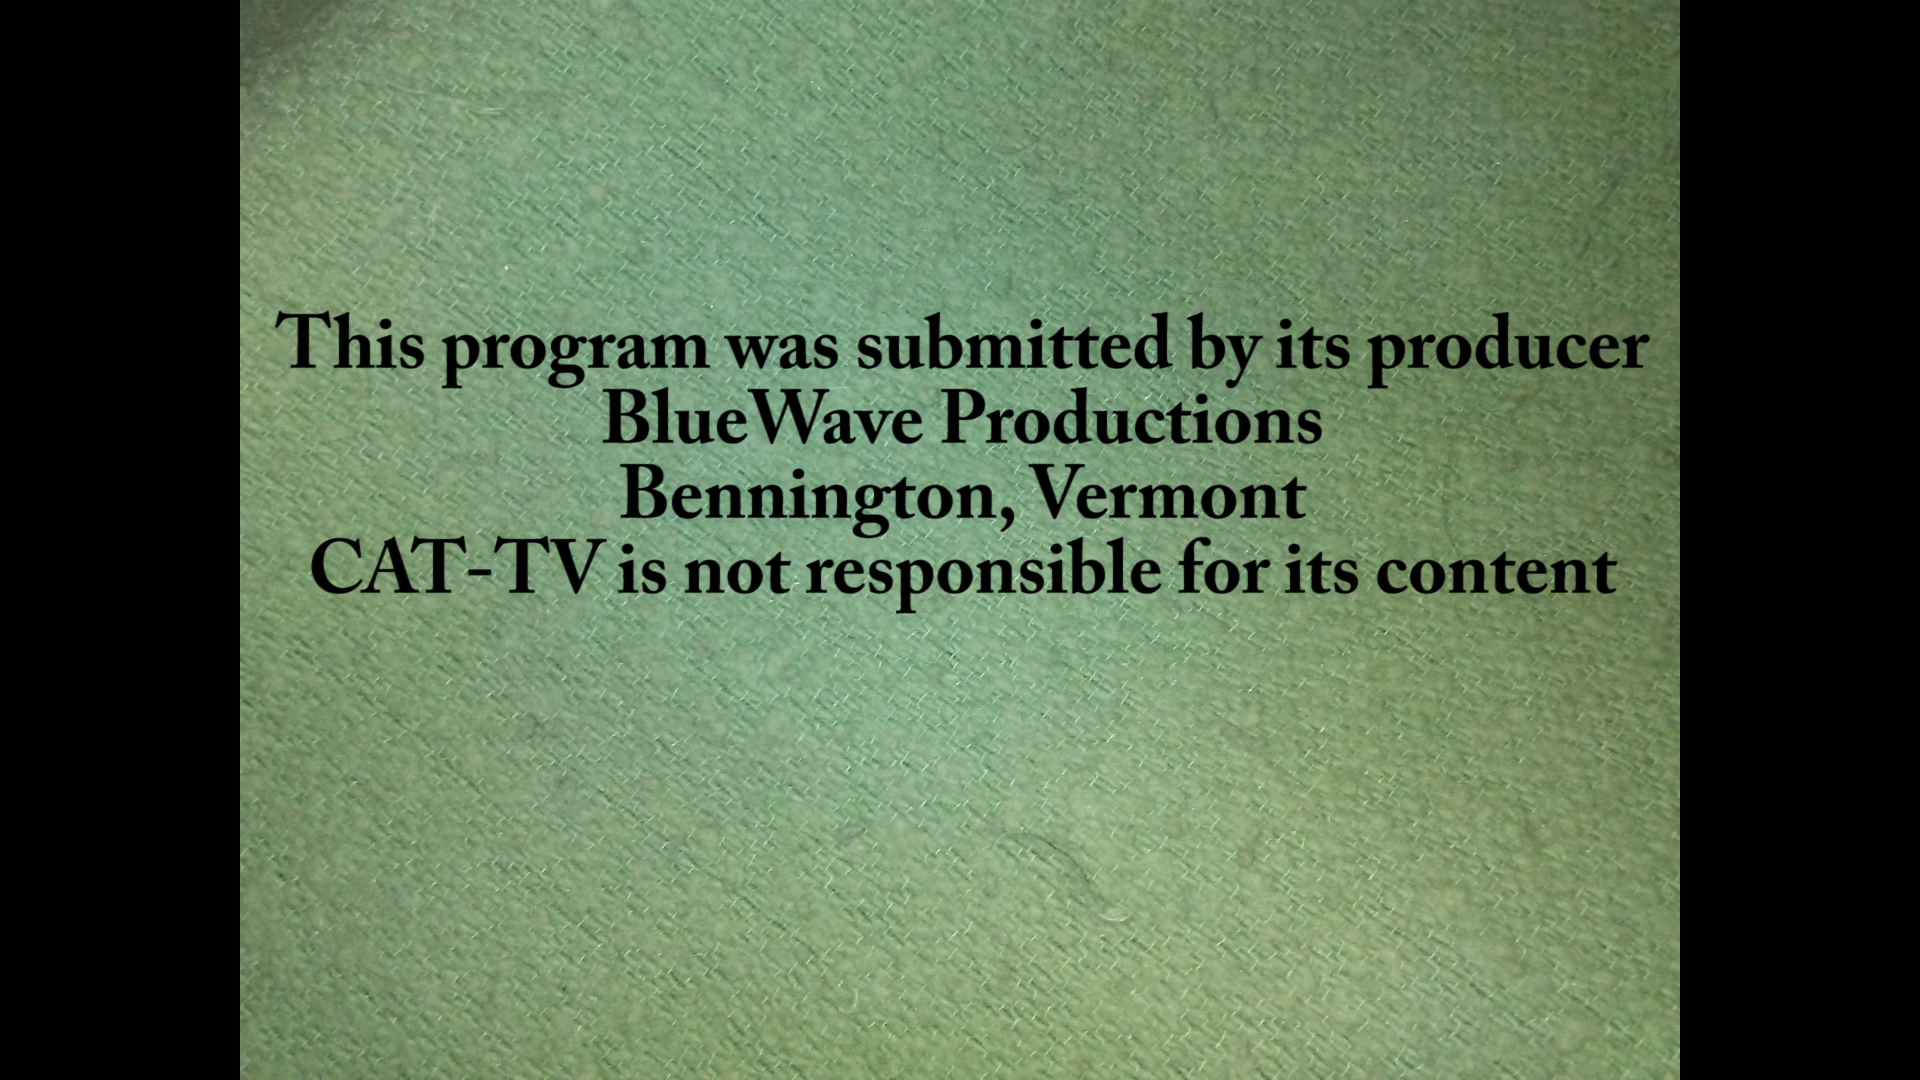 This program was submitted by its producer
BlueWave Productions
Bennington, Vermont
CAT-TV is not responsible for its content